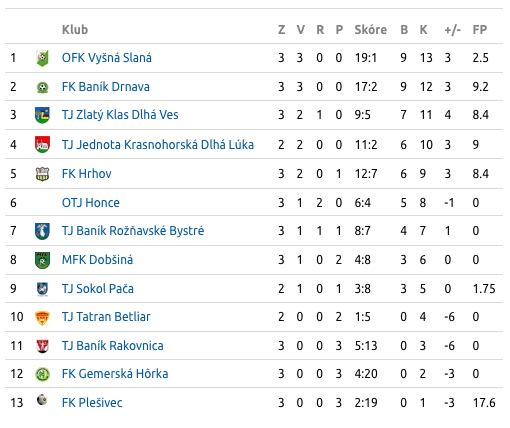 Klub Z V R P Skóre B K +/- FP
1 OFK Vyšná Slaná 3 3 0 0 19:1 9 13 3 2.5
2 FK Baník Drnava 3 3 0 0 17:2 9 12 3 9.2
3 TJ Zlatý Klas Dlhá Ves 3 2 1 0 9:5 7 11 4 8.4
4 TJ Jednota Krasnohorská Dlhá Lúka 2 2 0 0 11:2 6 10 3 9
5 FK Hrhov 3 2 0 1 12:7 6 9 3 8.4
6 OTJ Honce 3 1 2 0 6:4 5 8 -1 0
7 TJ Baník Rožňavské Bystré 3 1 1 1 8:7 4 7 1 0
8 MFK Dobšiná 3 1 0 2 4:8 3 6 0 0
9 TJ Sokol Pača 2 1 0 1 3:8 3 5 0 1.75
10 TJ Tatran Betliar 2 0 0 2 1:5 0 4 -6 0
11 TJ Baník Rakovnica 3 0 0 3 5:13 0 3 -6 0
12 FK Gemerská Hôrka 3 0 0 3 4:20 0 2 -3 0
13 FK Plešivec 3 0 0 3 2:19 0 1 -3 17.6